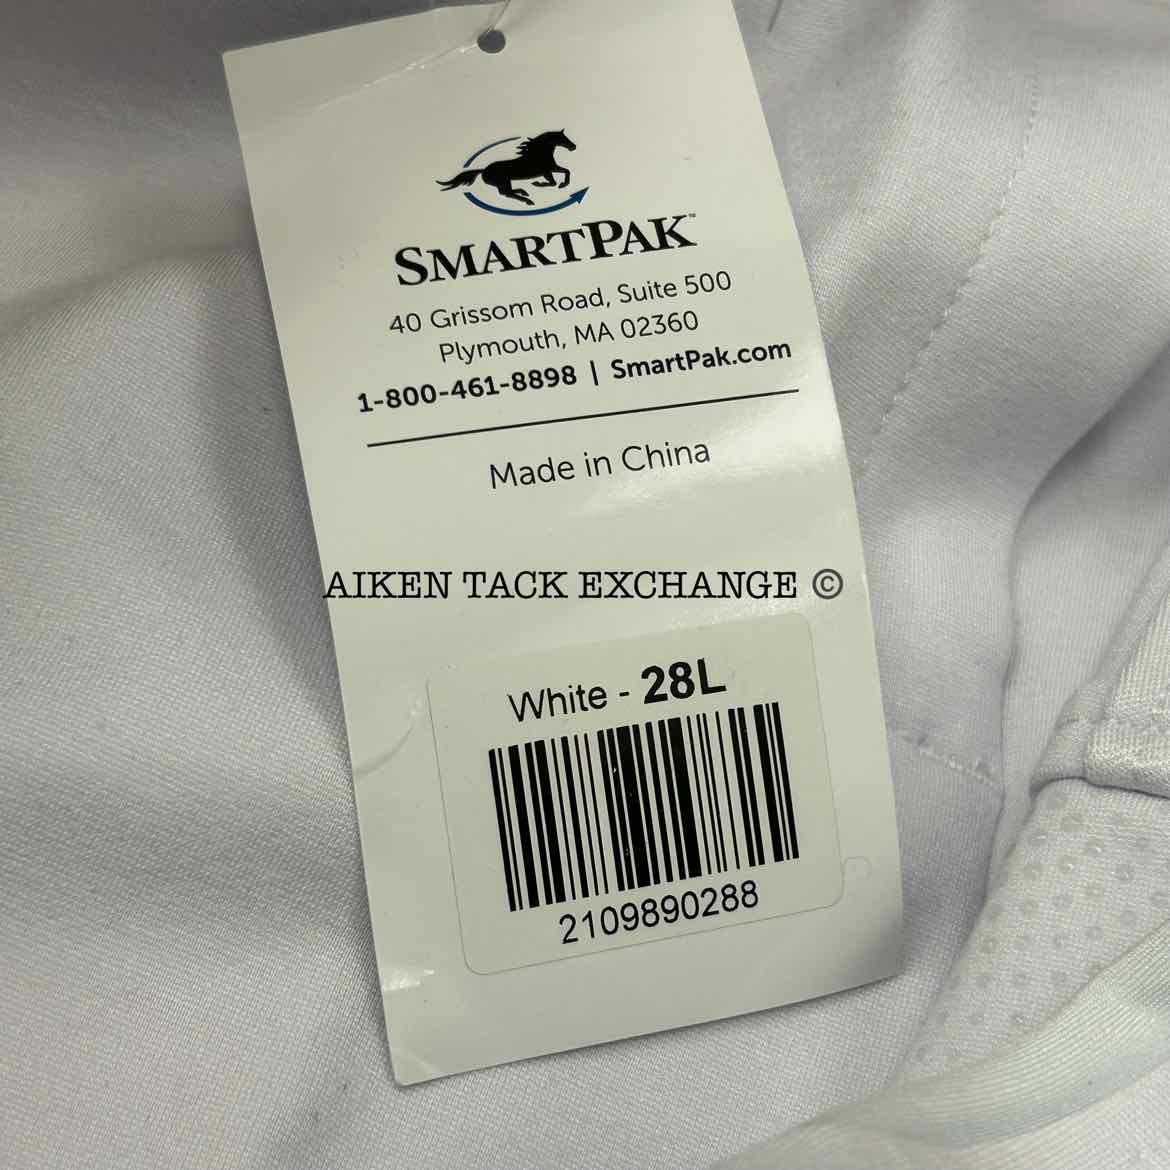 SMARTPAK™
40 Grissom Road, Suite 500
Plymouth, MA 02360
1-800-461-8898 | SmartPak.com
Made in China
AIKEN TACK EXCHANGE ©
White - 28L
2109890288